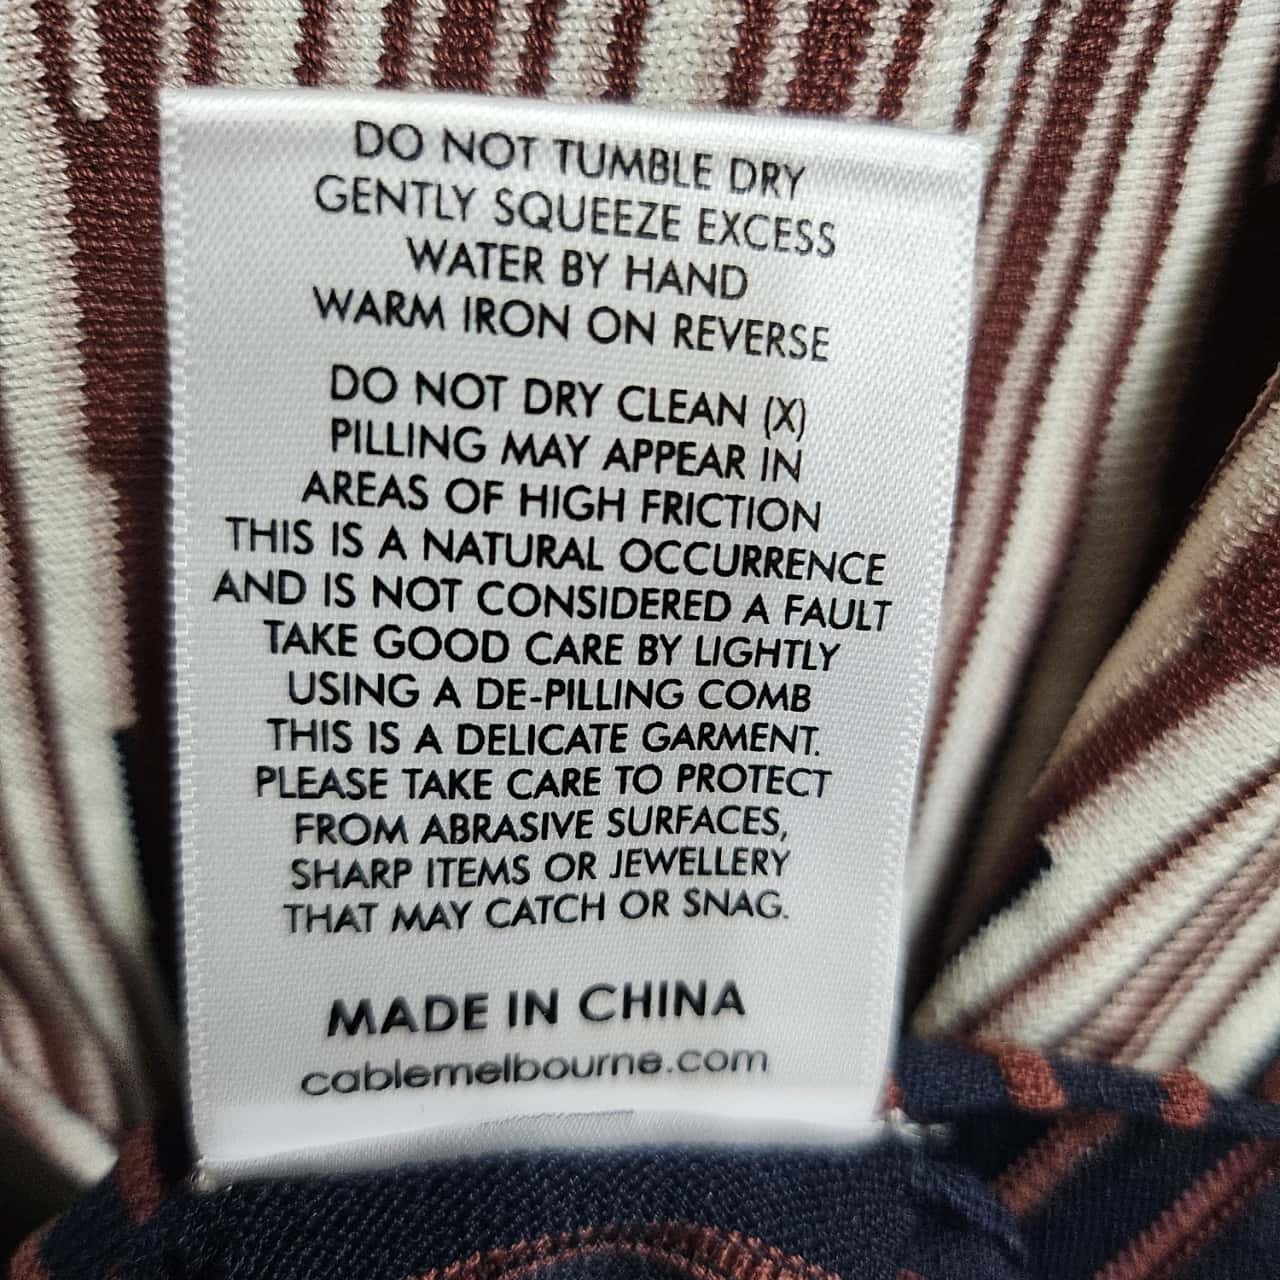 DO NOT TUMBLE DRY
GENTLY SQUEEZE EXCESS
WATER BY HAND
WARM IRON ON REVERSE
DO NOT DRY CLEAN (X)
PILLING MAY APPEAR IN
AREAS OF HIGH FRICTION
THIS IS A NATURAL OCCURRENCE
AND IS NOT CONSIDERED A FAULT
TAKE GOOD CARE BY LIGHTLY
USING A DE-PILLING COMB
THIS IS A DELICATE GARMENT.
PLEASE TAKE CARE TO PROTECT
FROM ABRASIVE SURFACES,
SHARP ITEMS OR JEWELLERY
THAT MAY CATCH OR SNAG.
MADE IN CHINA
cablemelbourne.com